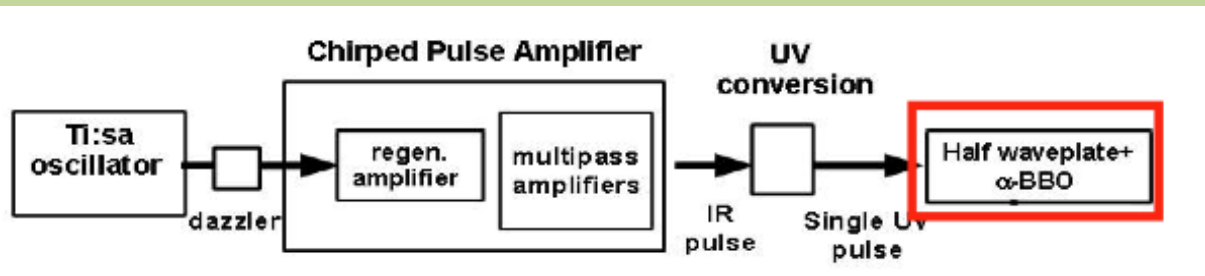 Chirped Pulse Amplifier
UV
conversion
Ti:sa
oscillator
dazzler
regen.
amplifier
multipass
amplifiers
IR
pulse
Single UV
pulse
Half waveplate+
α-BBO